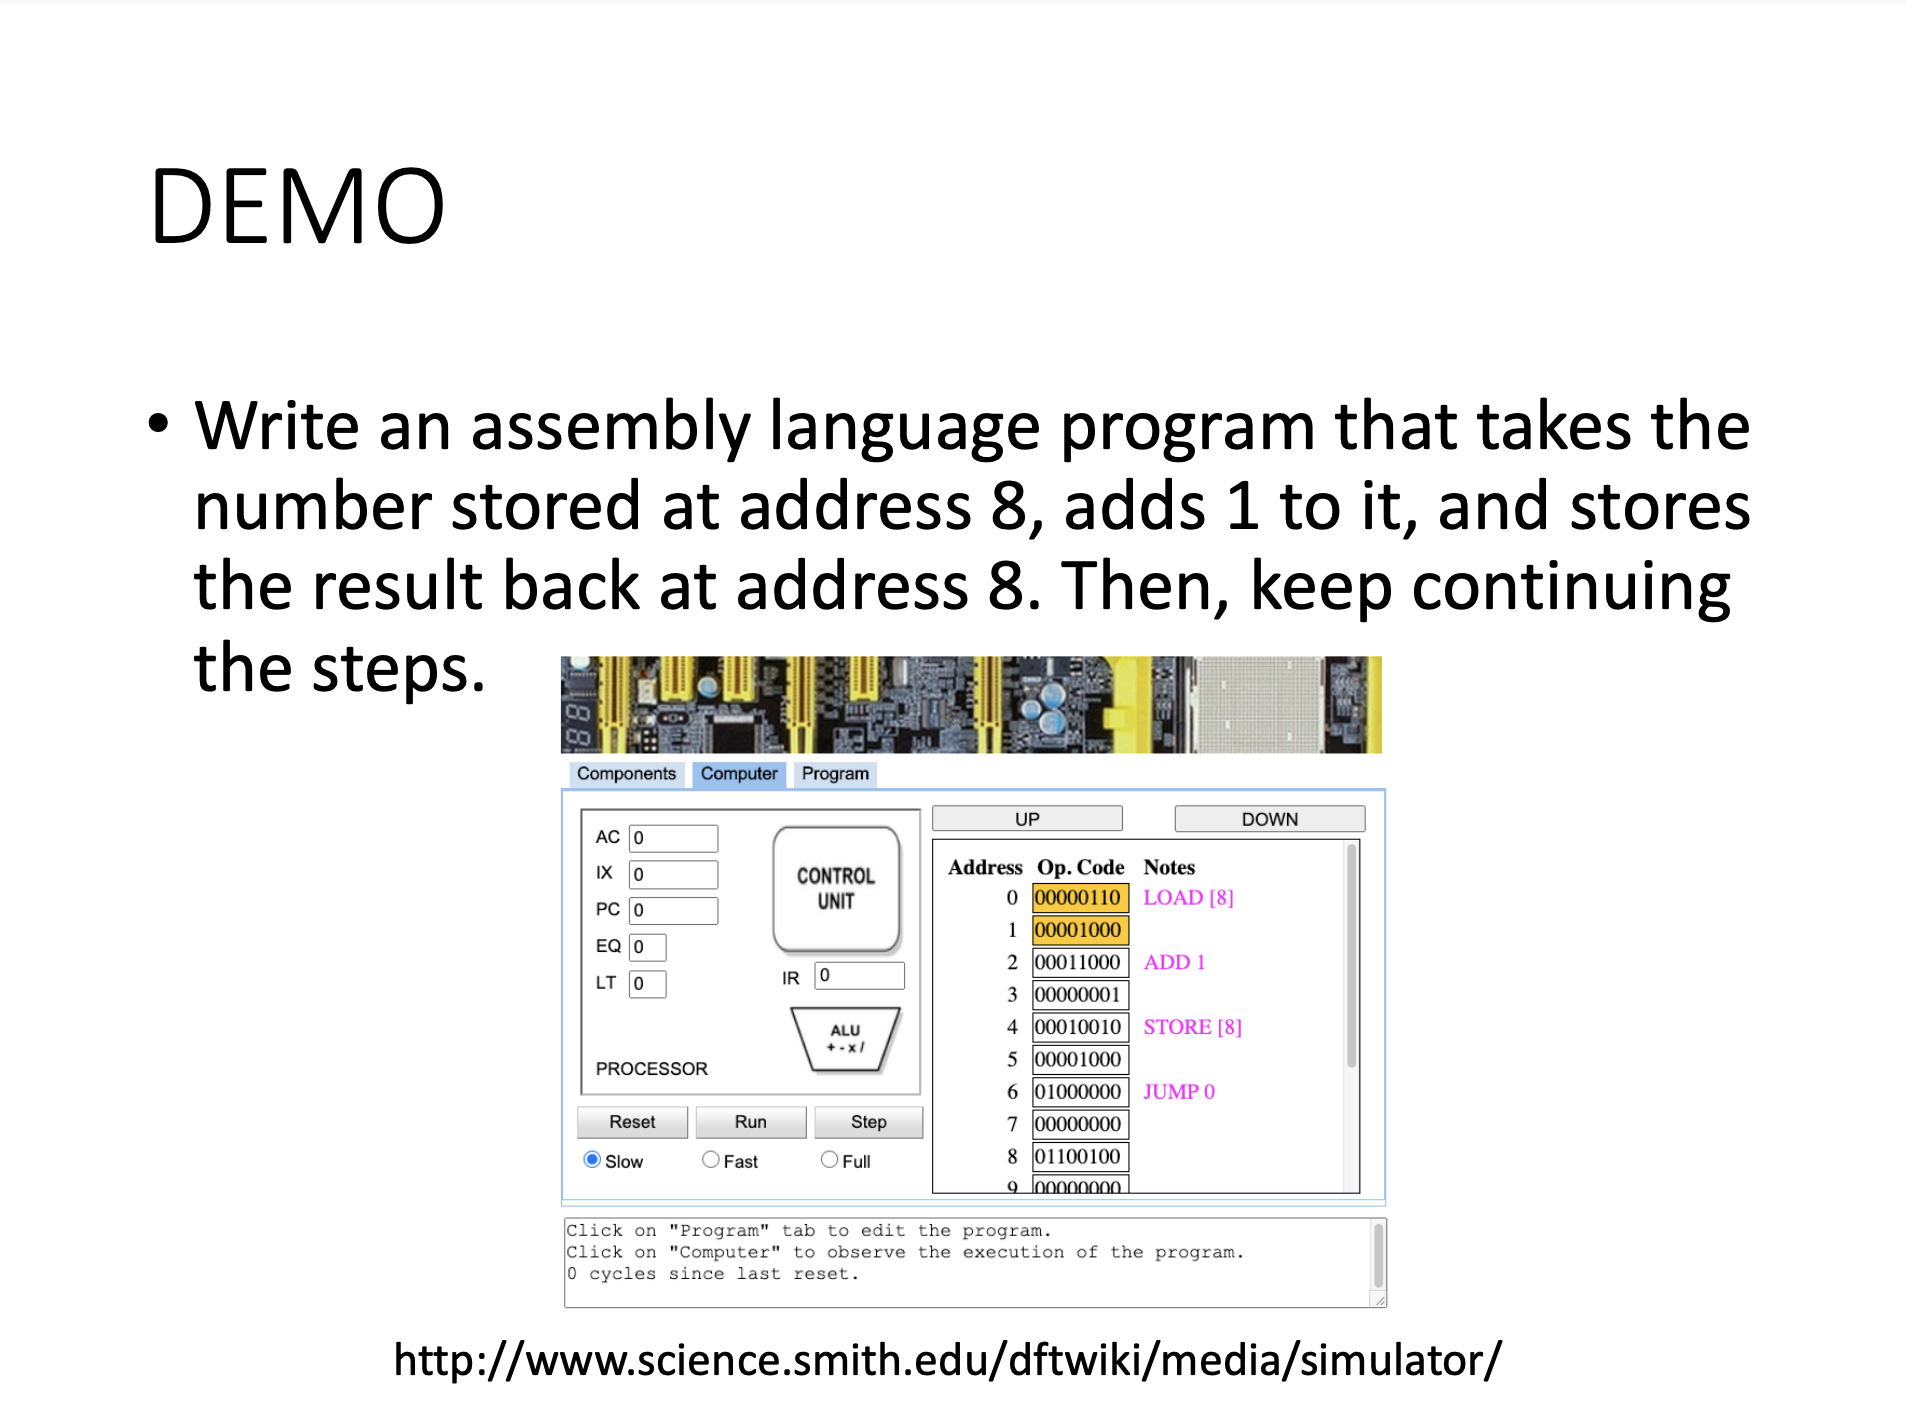 DEMO
• Write an assembly language program that takes the
number stored at address 8, adds 1 to it, and stores
the result back at address 8. Then, keep continuing
the steps.
Components Computer Program
AC 0
IX 0
PC 0
EQ 0
LT 0
CONTROL
UNIT
IR 0
ALU
+ - x /
PROCESSOR
Reset Run Step
Slow Fast Full
UP DOWN
Address Op. Code Notes
0 00000110 LOAD [8]
1 00001000
2 00011000 ADD 1
3 00000001
4 00010010 STORE [8]
5 00001000
6 01000000 JUMP 0
7 00000000
8 01100100
9 00000000
Click on "Program" tab to edit the program.
Click on "Computer" to observe the execution of the program.
0 cycles since last reset.
http://www.science.smith.edu/dftwiki/media/simulator/